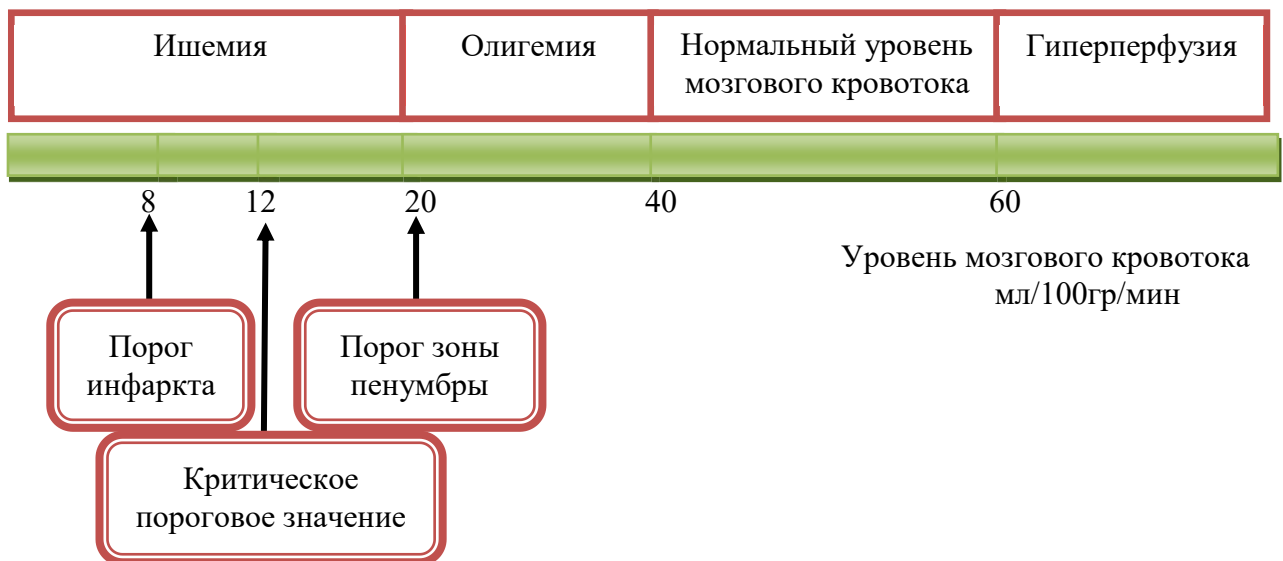 Ишемия
Олигемия
Нормальный уровень
мозгового кровотока
Гиперперфузия
8
12
20
40
60
Уровень мозгового кровотока
мл/100гр/мин
Порог
инфаркта
Порог зоны
пенумбры
Критическое
пороговое значение